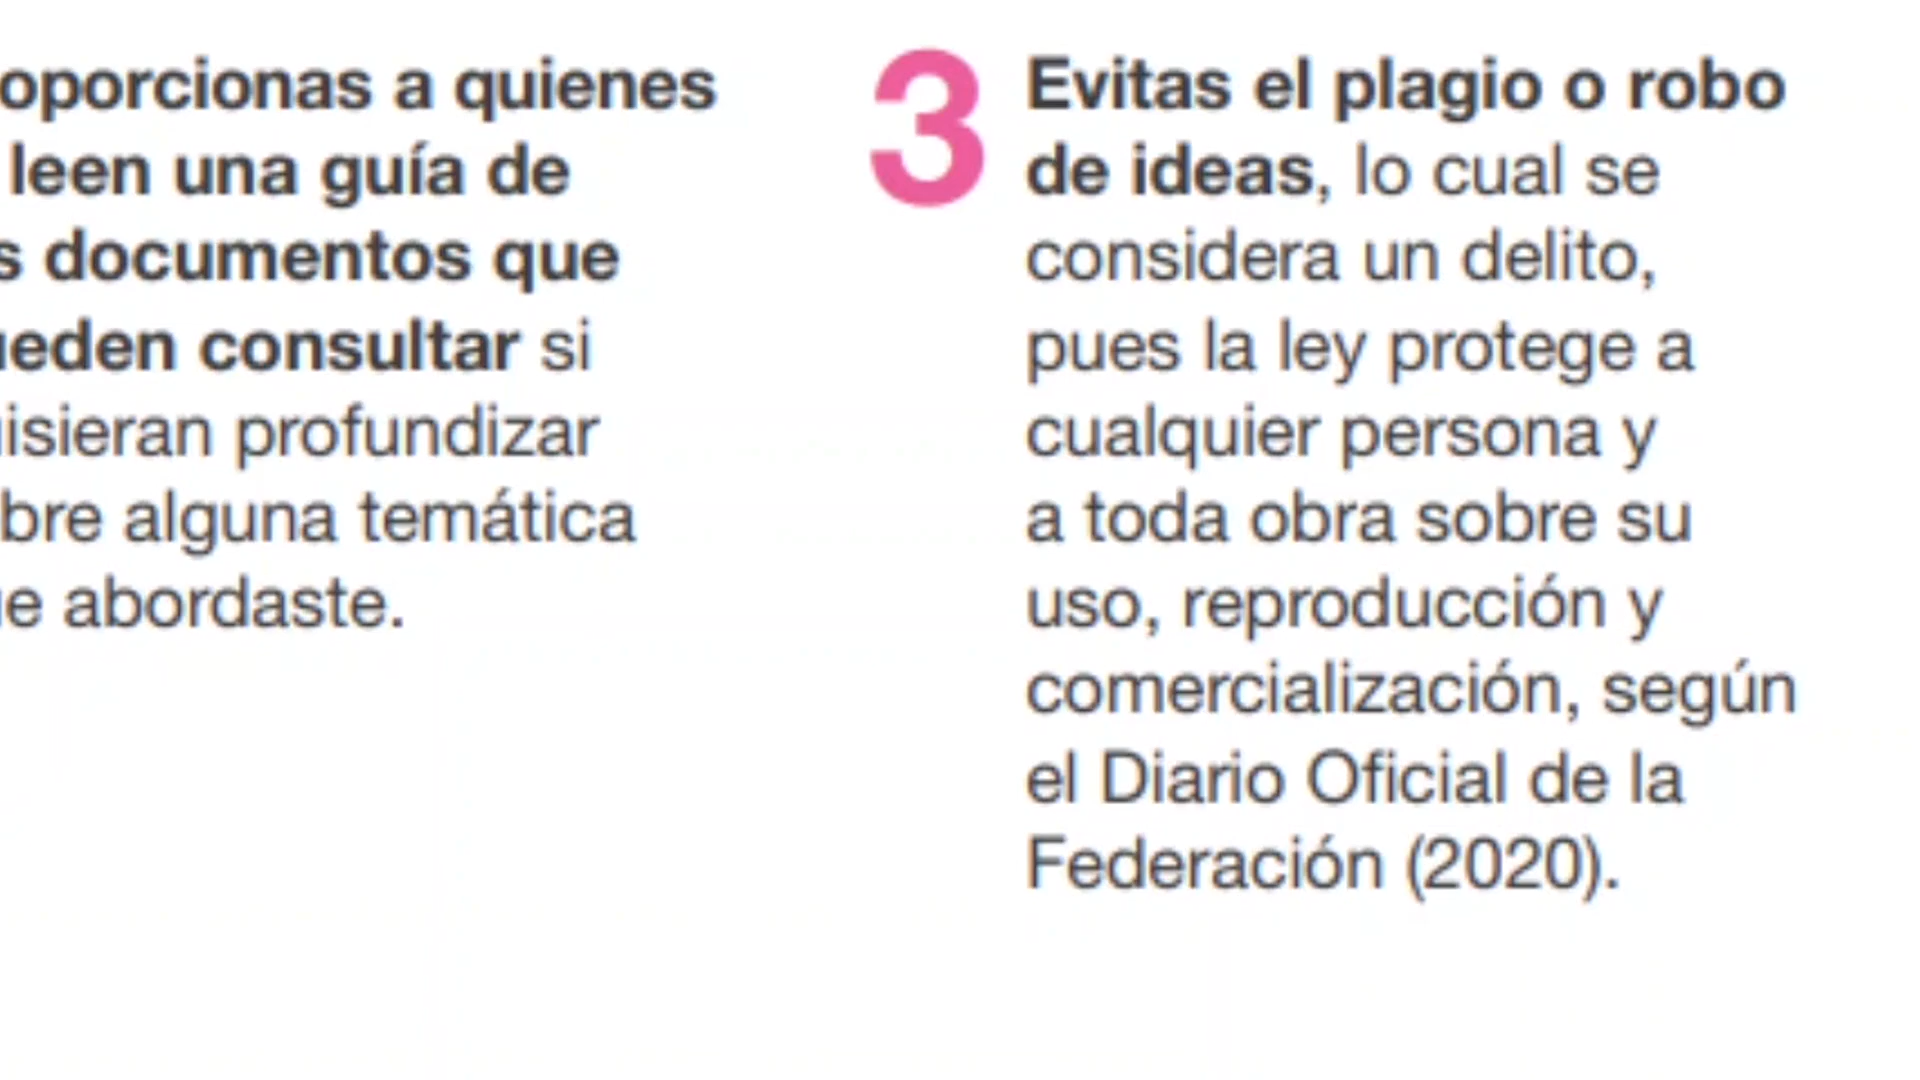 oporcionas a quienes
leen una guía de
s documentos que
ueden consultar si
uisieran profundizar
bre alguna temática
ue abordaste.
3
Evitas el plagio o robo
de ideas, lo cual se
considera un delito,
pues la ley protege a
cualquier persona y
a toda obra sobre su
uso, reproducción y
comercialización, según
el Diario Oficial de la
Federación (2020).